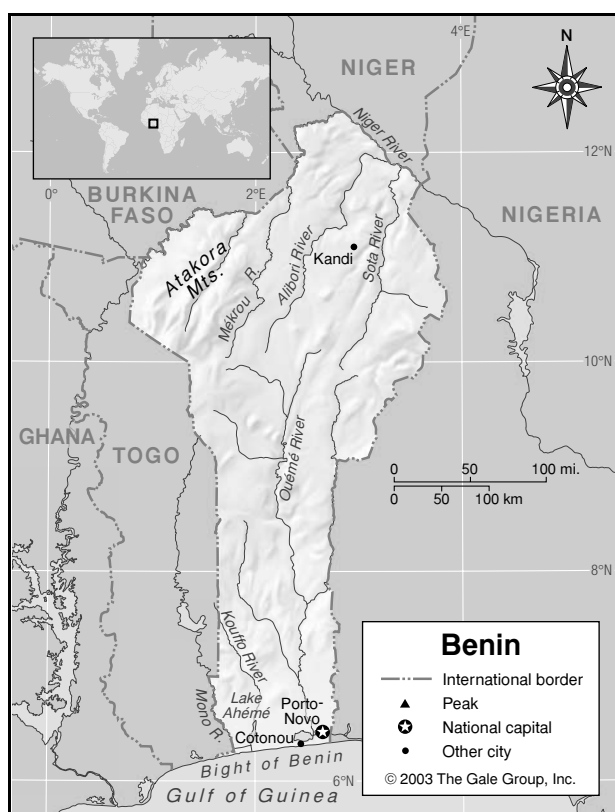 4°E
N
NIGER
Niger River
12°N
0°
2°E
BURKINA
FASO
NIGERIA
Atakora
Mts.
Mékrou R.
Alibori River
Kandi
Sota River
10°N
GHANA
TOGO
Ouémé River
0 50 100 mi.
0 50 100 km
8°N
Kouffo River
Mono R.
Lake
Ahémé
Porto-
Novo
Cotonou
Bight of Benin
Gulf of Guinea
6°N
Benin
International border
Peak
National capital
Other city
© 2003 The Gale Group, Inc.